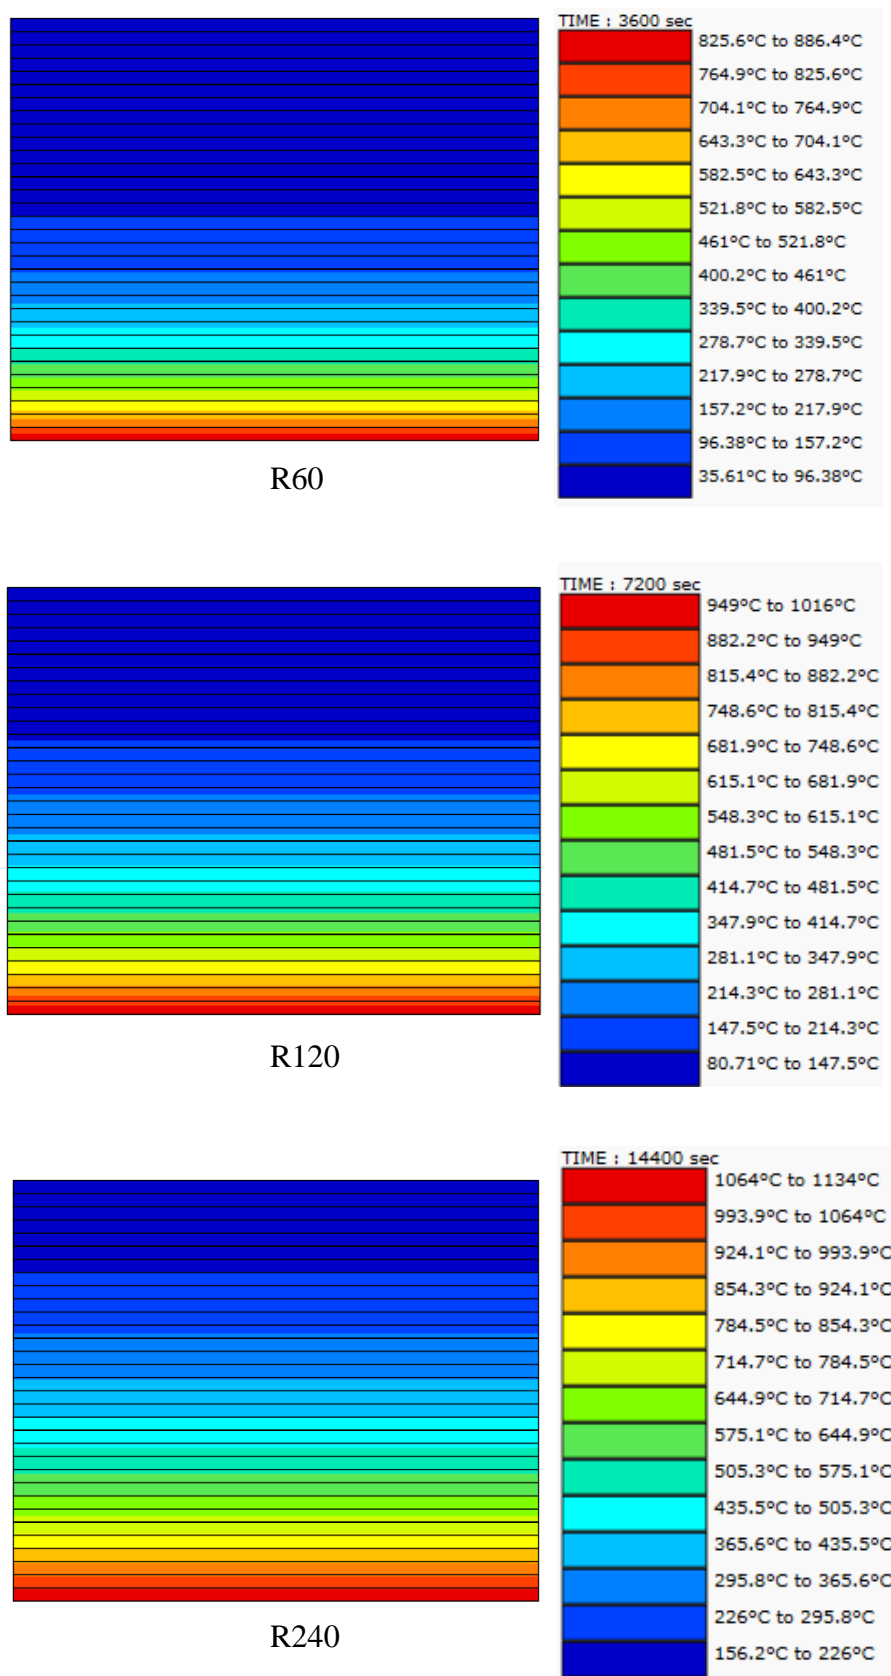 TIME : 3600 sec
825.6°C to 886.4°C
764.9°C to 825.6°C
704.1°C to 764.9°C
643.3°C to 704.1°C
582.5°C to 643.3°C
521.8°C to 582.5°C
461°C to 521.8°C
400.2°C to 461°C
339.5°C to 400.2°C
278.7°C to 339.5°C
217.9°C to 278.7°C
157.2°C to 217.9°C
96.38°C to 157.2°C
35.61°C to 96.38°C
R60
TIME : 7200 sec
949°C to 1016°C
882.2°C to 949°C
815.4°C to 882.2°C
748.6°C to 815.4°C
681.9°C to 748.6°C
615.1°C to 681.9°C
548.3°C to 615.1°C
481.5°C to 548.3°C
414.7°C to 481.5°C
347.9°C to 414.7°C
281.1°C to 347.9°C
214.3°C to 281.1°C
147.5°C to 214.3°C
80.71°C to 147.5°C
R120
TIME : 14400 sec
1064°C to 1134°C
993.9°C to 1064°C
924.1°C to 993.9°C
854.3°C to 924.1°C
784.5°C to 854.3°C
714.7°C to 784.5°C
644.9°C to 714.7°C
575.1°C to 644.9°C
505.3°C to 575.1°C
435.5°C to 505.3°C
365.6°C to 435.5°C
295.8°C to 365.6°C
226°C to 295.8°C
156.2°C to 226°C
R240